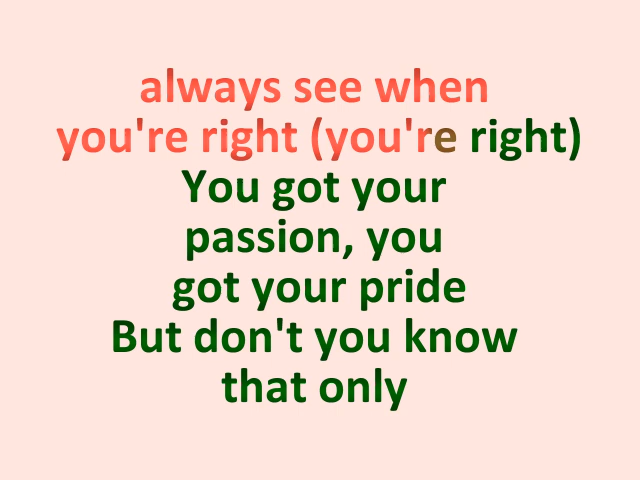 always see when
you're right (you're right)
You got your
passion, you
got your pride
But don't you know
that only